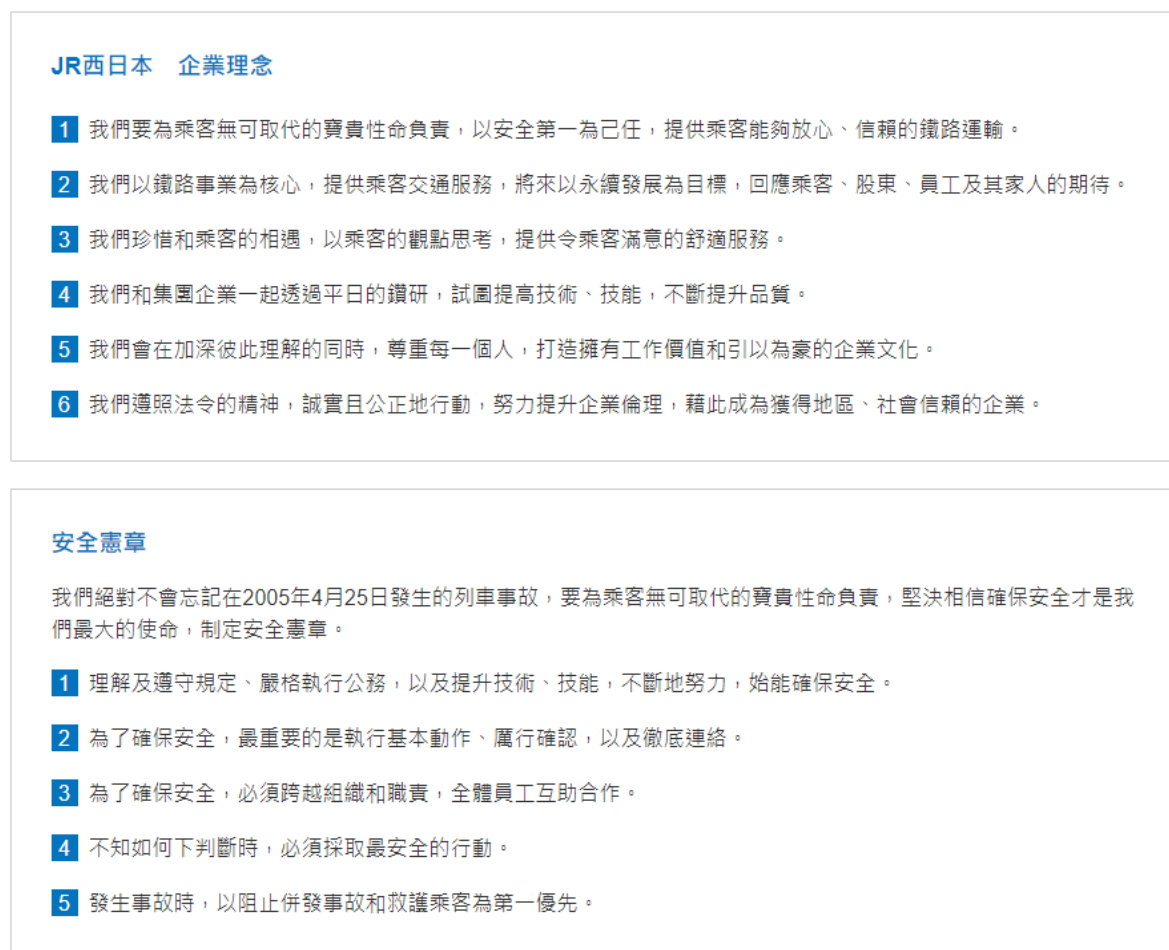 JR西日本　企業理念
1 我們要為乘客無可取代的寶貴性命負責，以安全第一為己任，提供乘客能夠放心、信賴的鐵路運輸。
2 我們以鐵路事業為核心，提供乘客交通服務，將來以永續發展為目標，回應乘客、股東、員工及其家人的期待。
3 我們珍惜和乘客的相遇，以乘客的觀點思考，提供令乘客滿意的舒適服務。
4 我們和集團企業一起透過平日的鑽研，試圖提高技術、技能，不斷提升品質。
5 我們會在加深彼此理解的同時，尊重每一個人，打造擁有工作價值和引以為豪的企業文化。
6 我們遵照法令的精神，誠實且公正地行動，努力提升企業倫理，藉此成為獲得地區、社會信賴的企業。
安全憲章
我們絕對不會忘記在2005年4月25日發生的列車事故，要為乘客無可取代的寶貴性命負責，堅決相信確保安全才是我
們最大的使命，制定安全憲章。
1 理解及遵守規定、嚴格執行公務，以及提升技術、技能，不斷地努力，始能確保安全。
2 為了確保安全，最重要的是執行基本動作、厲行確認，以及徹底連絡。
3 為了確保安全，必須跨越組織和職責，全體員工互助合作。
4 不知如何下判斷時，必須採取最安全的行動。
5 發生事故時，以阻止併發事故和救護乘客為第一優先。